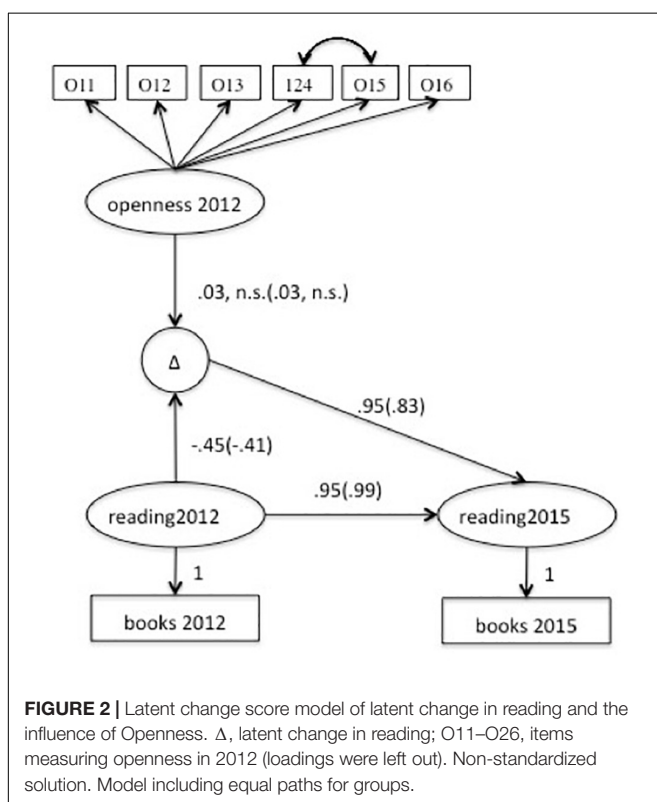 O11 O12 O13 124 O15 O16
openness 2012
.03, n.s.(.03, n.s.)
Δ
.95(.83)
-.45(-.41)
.95(.99)
reading2012 reading2015
1 1
books 2012 books 2015
FIGURE 2 | Latent change score model of latent change in reading and the
influence of Openness. Δ, latent change in reading; O11–O26, items
measuring openness in 2012 (loadings were left out). Non-standardized
solution. Model including equal paths for groups.